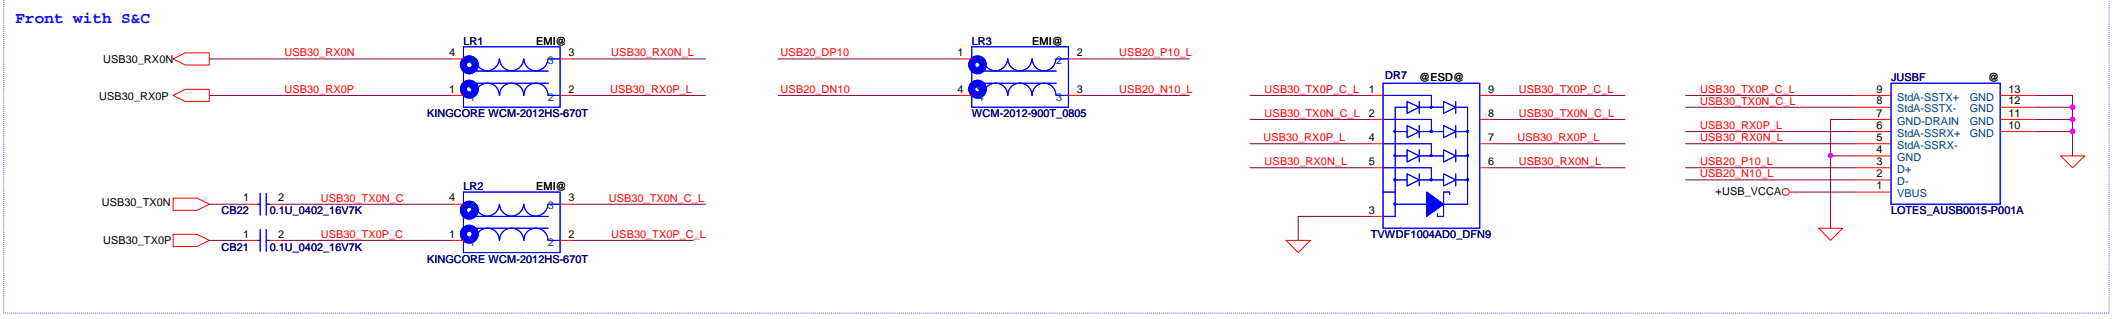 Front with S&C
LR1 EMI@
USB30_RX0N USB30_RX0N 4 3 USB30_RX0N_L
USB30_RX0P USB30_RX0P 1 2 USB30_RX0P_L
KINGCORE WCM-2012HS-670T
LR3 EMI@
USB20_DP10 1 2 USB20_P10_L
USB20_DN10 4 3 USB20_N10_L
WCM-2012-900T_0805
LR2 EMI@
USB30_TX0N 1 2 USB30_TX0N_C 4 3 USB30_TX0N_C_L
CB22 0.1U_0402_16V7K
USB30_TX0P 1 2 USB30_TX0P_C 1 2 USB30_TX0P_C_L
CB21 0.1U_0402_16V7K
KINGCORE WCM-2012HS-670T
DR7 @ESD@
USB30_TX0P_C_L 1 9 USB30_TX0P_C_L
USB30_TX0N_C_L 2 8 USB30_TX0N_C_L
USB30_RX0P_L 4 7 USB30_RX0P_L
USB30_RX0N_L 5 6 USB30_RX0N_L
3
TVWDF1004AD0_DFN9
JUSBF @
USB30_TX0P_C_L 9 StdA-SSTX+ GND 13
USB30_TX0N_C_L 8 StdA-SSTX- GND 12
7 GND-DRAIN GND 11
USB30_RX0P_L 6 StdA-SSRX+ GND 10
USB30_RX0N_L 5 StdA-SSRX-
4 GND
USB20_P10_L 3 D+
USB20_N10_L 2 D-
+USB_VCCA 1 VBUS
LOTES_AUSB0015-P001A